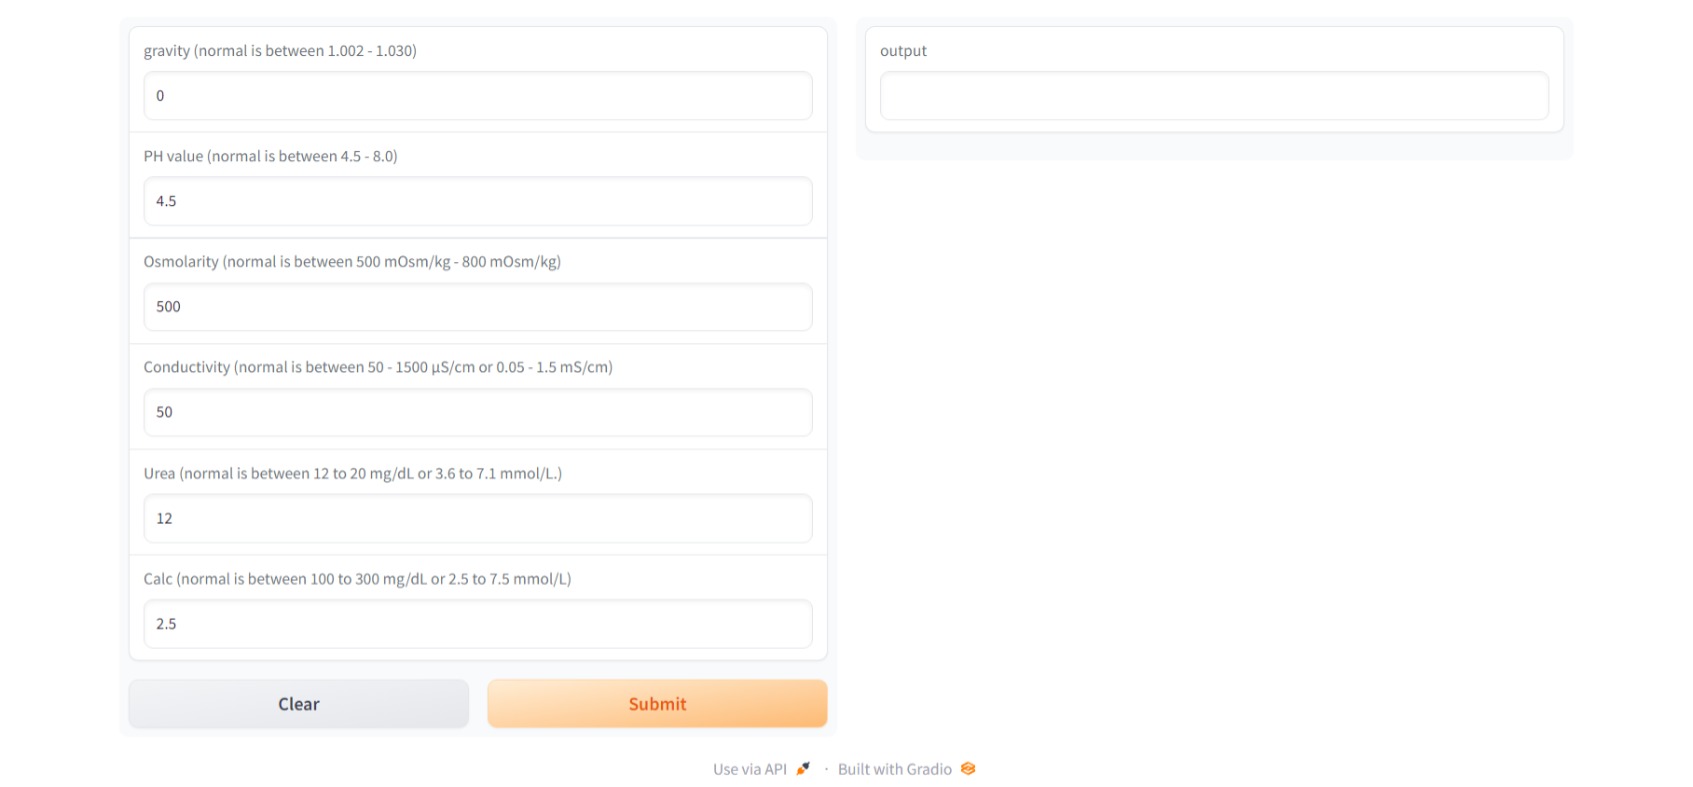 gravity (normal is between 1.002 - 1.030)
0
PH value (normal is between 4.5 - 8.0)
4.5
Osmolarity (normal is between 500 mOsm/kg - 800 mOsm/kg)
500
Conductivity (normal is between 50 - 1500 µS/cm or 0.05 - 1.5 mS/cm)
50
Urea (normal is between 12 to 20 mg/dL or 3.6 to 7.1 mmol/L.)
12
Calc (normal is between 100 to 300 mg/dL or 2.5 to 7.5 mmol/L)
2.5
Clear
Submit
output
Use via API · Built with Gradio